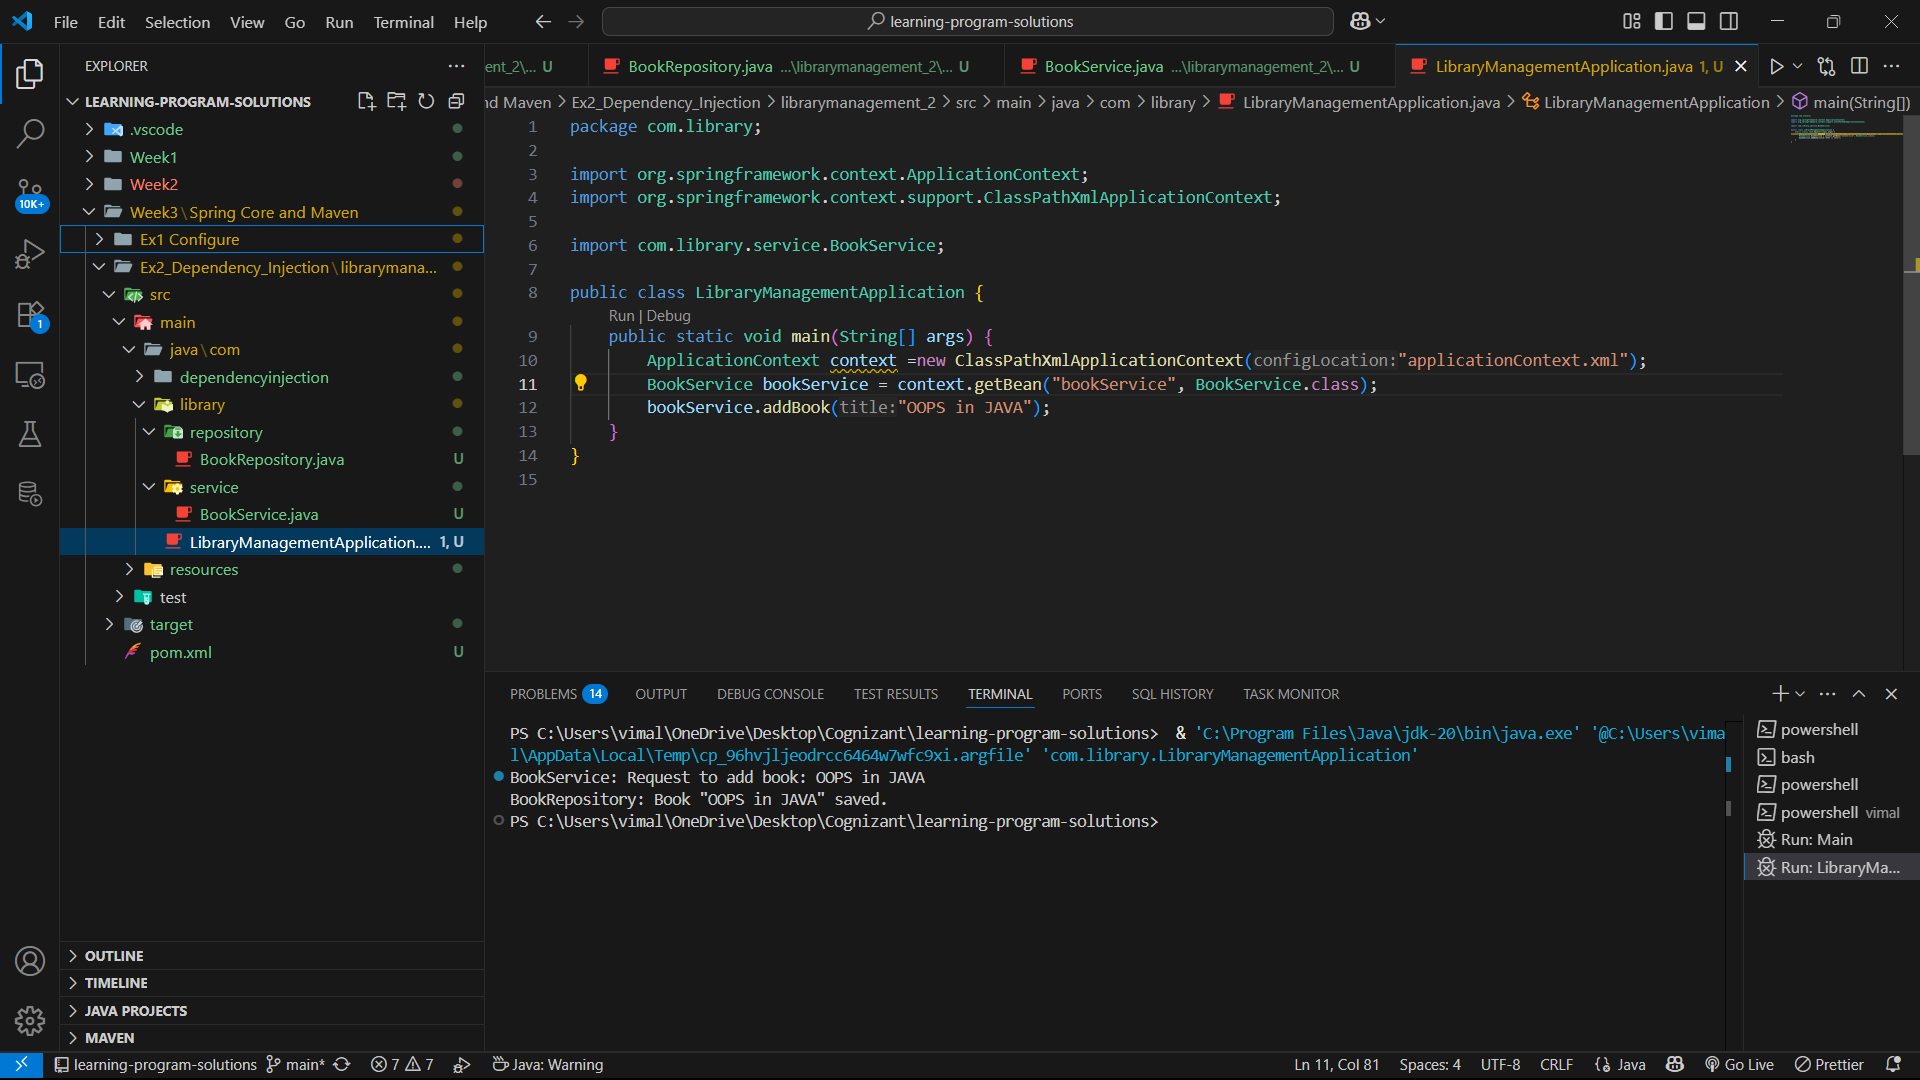 File Edit Selection View Go Run Terminal Help
learning-program-solutions
EXPLORER
LEARNING-PROGRAM-SOLUTIONS
.vscode
Week1
Week2
Week3 \ Spring Core and Maven
Ex1 Configure
Ex2_Dependency_Injection \ librarymana...
src
main
java \ com
dependencyinjection
library
repository
BookRepository.java U
service
BookService.java U
LibraryManagementApplication.... 1, U
resources
test
target
pom.xml U
OUTLINE
TIMELINE
JAVA PROJECTS
MAVEN
10K+
1
ent_2\... U
BookRepository.java ...\librarymanagement_2\... U
BookService.java ...\librarymanagement_2\... U
LibraryManagementApplication.java 1, U
nd Maven > Ex2_Dependency_Injection > librarymanagement_2 > src > main > java > com > library > LibraryManagementApplication.java > LibraryManagementApplication > main(String[])
1 package com.library;
2
3 import org.springframework.context.ApplicationContext;
4 import org.springframework.context.support.ClassPathXmlApplicationContext;
5
6 import com.library.service.BookService;
7
8 public class LibraryManagementApplication {
Run | Debug
9 public static void main(String[] args) {
10 ApplicationContext context =new ClassPathXmlApplicationContext(configLocation:"applicationContext.xml");
11 BookService bookService = context.getBean("bookService", BookService.class);
12 bookService.addBook(title:"OOPS in JAVA");
13 }
14 }
15
PROBLEMS 14 OUTPUT DEBUG CONSOLE TEST RESULTS TERMINAL PORTS SQL HISTORY TASK MONITOR
PS C:\Users\vimal\OneDrive\Desktop\Cognizant\learning-program-solutions> & 'C:\Program Files\Java\jdk-20\bin\java.exe' '@C:\Users\vima
l\AppData\Local\Temp\cp_96hvjljeodrcc6464w7wfc9xi.argfile' 'com.library.LibraryManagementApplication'
BookService: Request to add book: OOPS in JAVA
BookRepository: Book "OOPS in JAVA" saved.
PS C:\Users\vimal\OneDrive\Desktop\Cognizant\learning-program-solutions>
powershell
bash
powershell
powershell vimal
Run: Main
Run: LibraryMa...
learning-program-solutions main* 7 7 Java: Warning
Ln 11, Col 81 Spaces: 4 UTF-8 CRLF {} Java Go Live Prettier